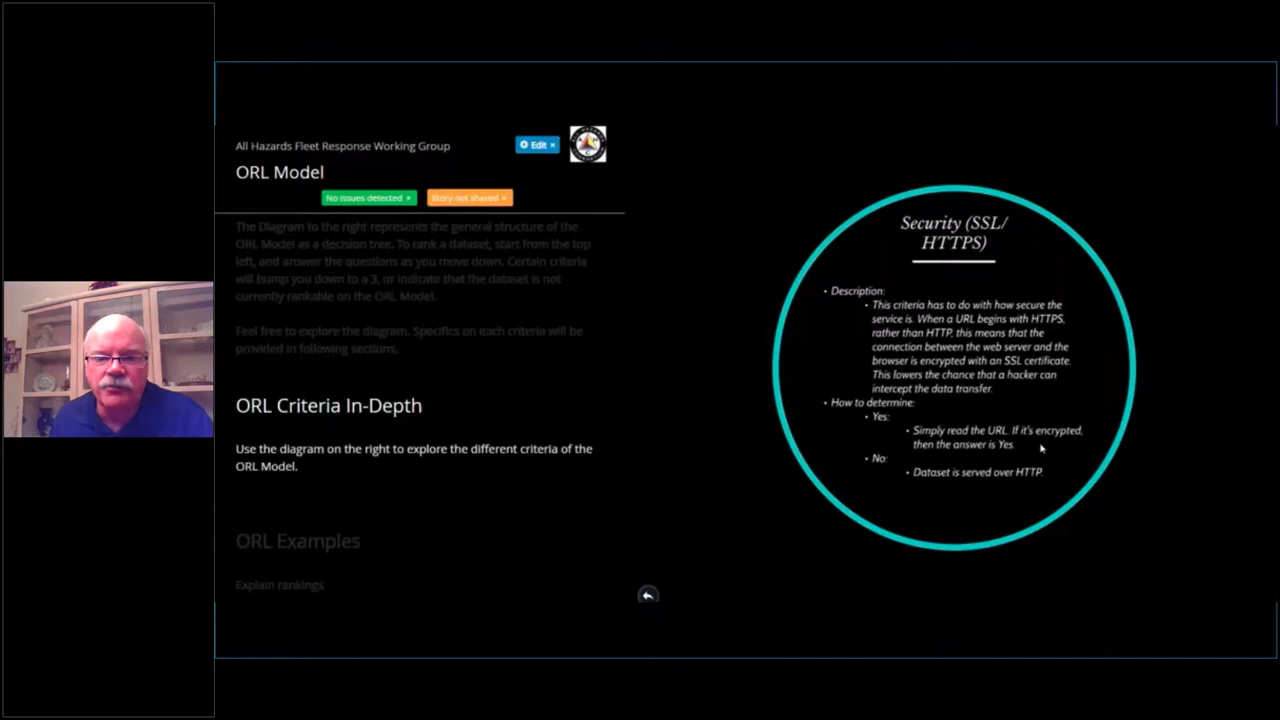 All Hazards Fleet Response Working Group
Edit ×
ORL Model
No issues detected ×
Story not shared ×
The Diagram to the right represents the general structure of the
ORL Model as a decision tree. To rank a dataset, start from the top
left, and answer the questions as you move down. Certain criteria
will bump you down to a 3, or indicate that the dataset is not
currently rankable on the ORL Model.
Feel free to explore the diagram. Specifics on each criteria will be
provided in following sections.
ORL Criteria In-Depth
Use the diagram on the right to explore the different criteria of the
ORL Model.
ORL Examples
Explain rankings
Security (SSL/
HTTPS)
• Description:
• This criteria has to do with how secure the
service is. When a URL begins with HTTPS,
rather than HTTP, this means that the
connection between the web server and the
browser is encrypted with an SSL certificate.
This lowers the chance that a hacker can
intercept the data transfer.
• How to determine:
• Yes:
• Simply read the URL. If it's encrypted,
then the answer is Yes.
• No:
• Dataset is served over HTTP.